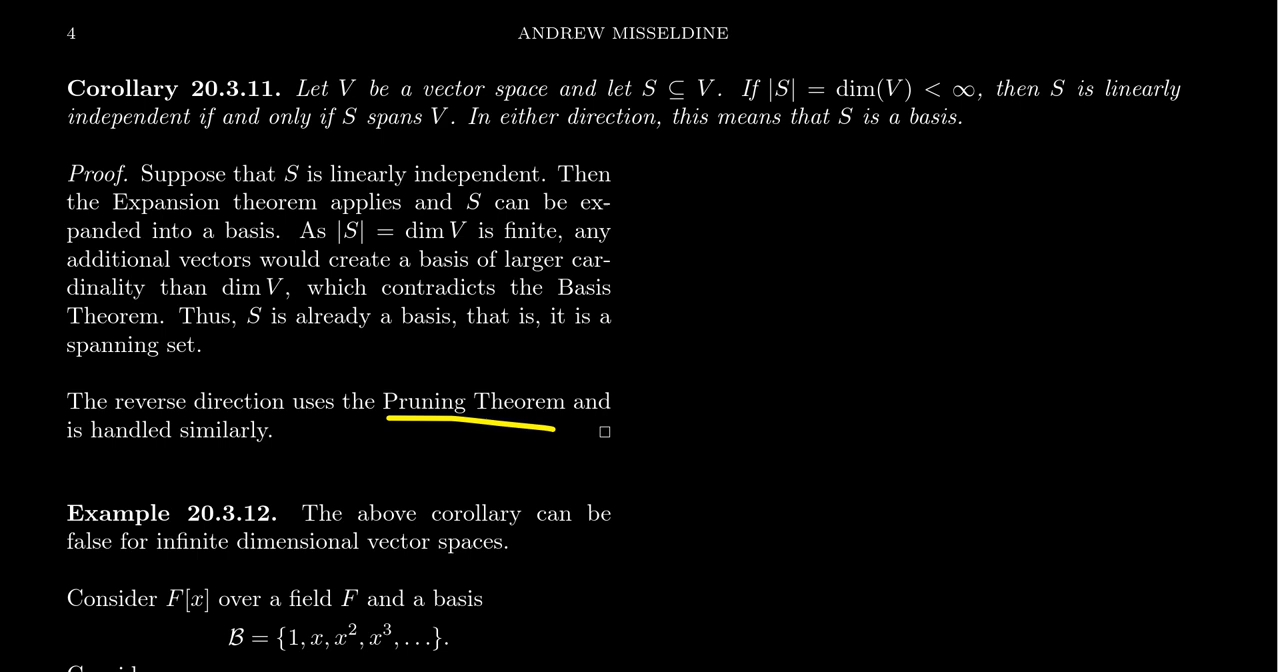 4
ANDREW MISSELDINE
Corollary 20.3.11. Let V be a vector space and let S ⊆ V. If |S| = dim(V) < ∞, then S is linearly
independent if and only if S spans V. In either direction, this means that S is a basis.
Proof. Suppose that S is linearly independent. Then
the Expansion theorem applies and S can be ex-
panded into a basis. As |S| = dim V is finite, any
additional vectors would create a basis of larger car-
dinality than dim V, which contradicts the Basis
Theorem. Thus, S is already a basis, that is, it is a
spanning set.
The reverse direction uses the Pruning Theorem and
is handled similarly. □
Example 20.3.12. The above corollary can be
false for infinite dimensional vector spaces.
Consider F[x] over a field F and a basis
ℬ = {1, x, x², x³, . . .}.